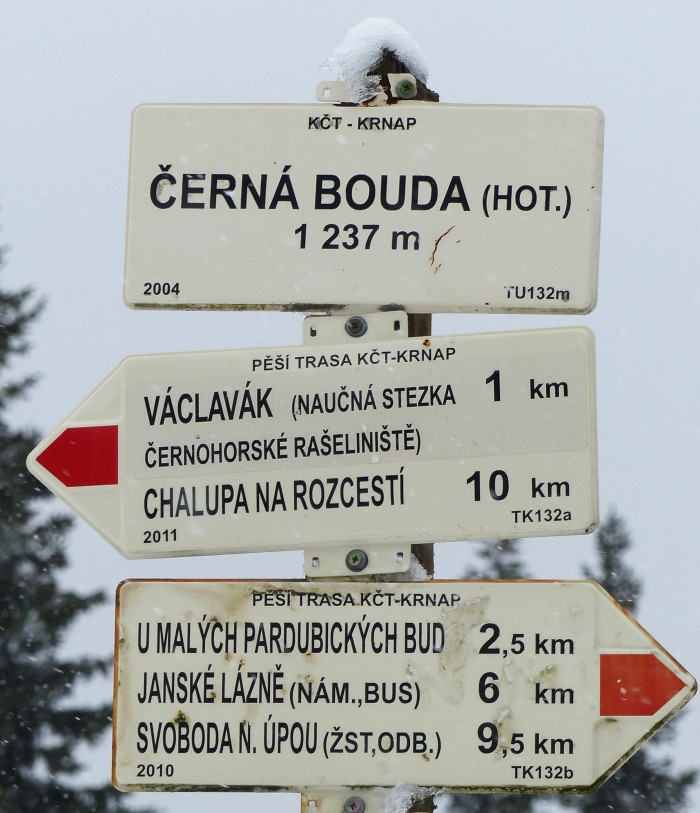 KČT - KRNAP
ČERNÁ BOUDA (HOT.)
1 237 m
2004 TU132m
PĚŠÍ TRASA KČT-KRNAP
VÁCLAVÁK (NAUČNÁ STEZKA 1 km
ČERNOHORSKÉ RAŠELINIŠTĚ)
CHALUPA NA ROZCESTÍ 10 km
2011 TK132a
PĚŠÍ TRASA KČT-KRNAP
U MALÝCH PARDUBICKÝCH BUD 2,5 km
JANSKÉ LÁZNĚ (NÁM.,BUS) 6 km
SVOBODA N. ÚPOU (ŽST,ODB.) 9,5 km
2010 TK132b